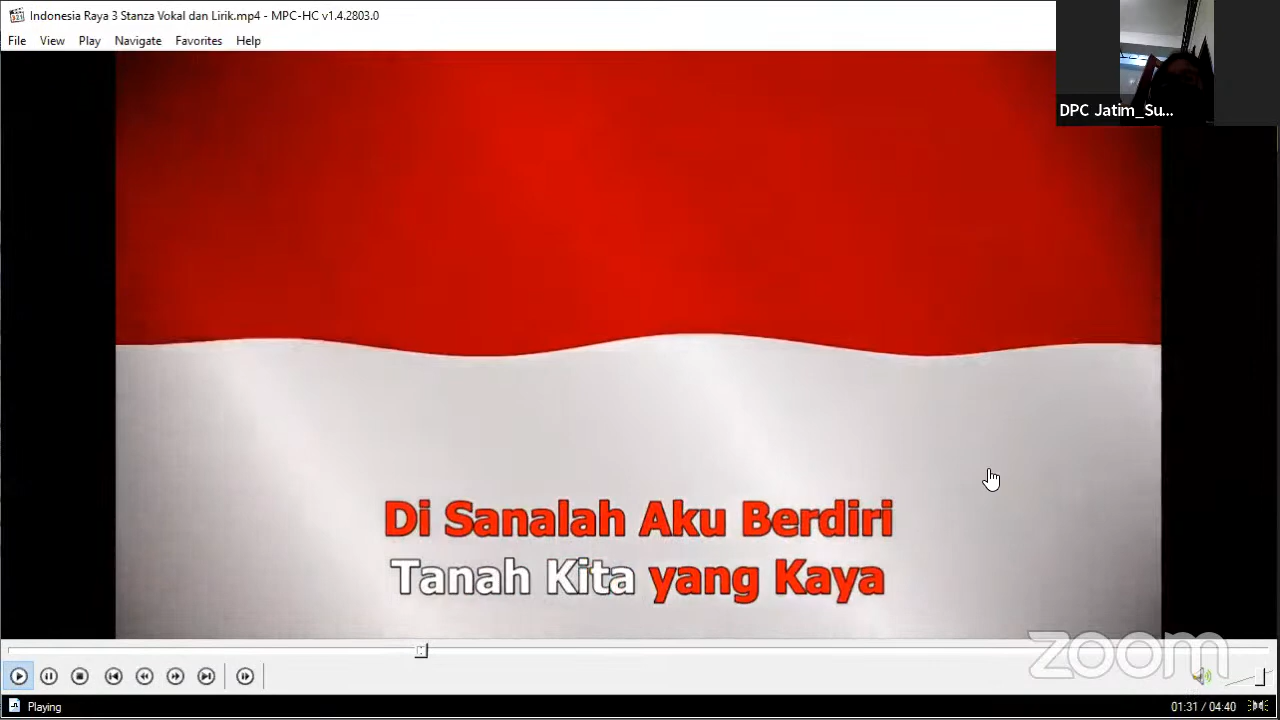 Indonesia Raya 3 Stanza Vokal dan Lirik.mp4 - MPC-HC v1.4.2803.0
File View Play Navigate Favorites Help
DPC Jatim_Su...
Di Sanalah Aku Berdiri
Tanah Kita yang Kaya
zoom
Playing
01:31 / 04:40